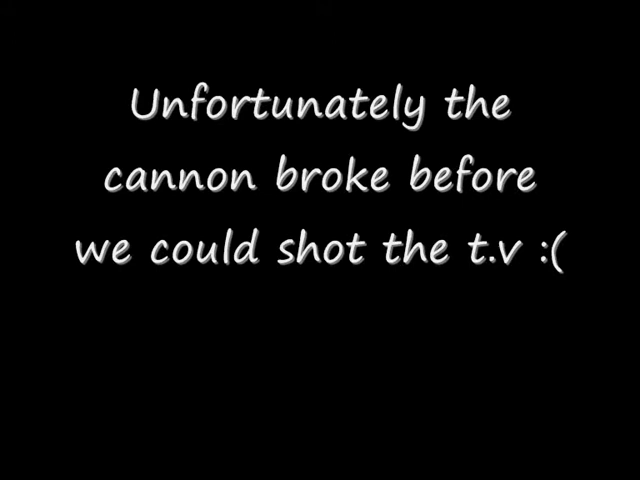 Unfortunately the
cannon broke before
we could shot the t.v :(